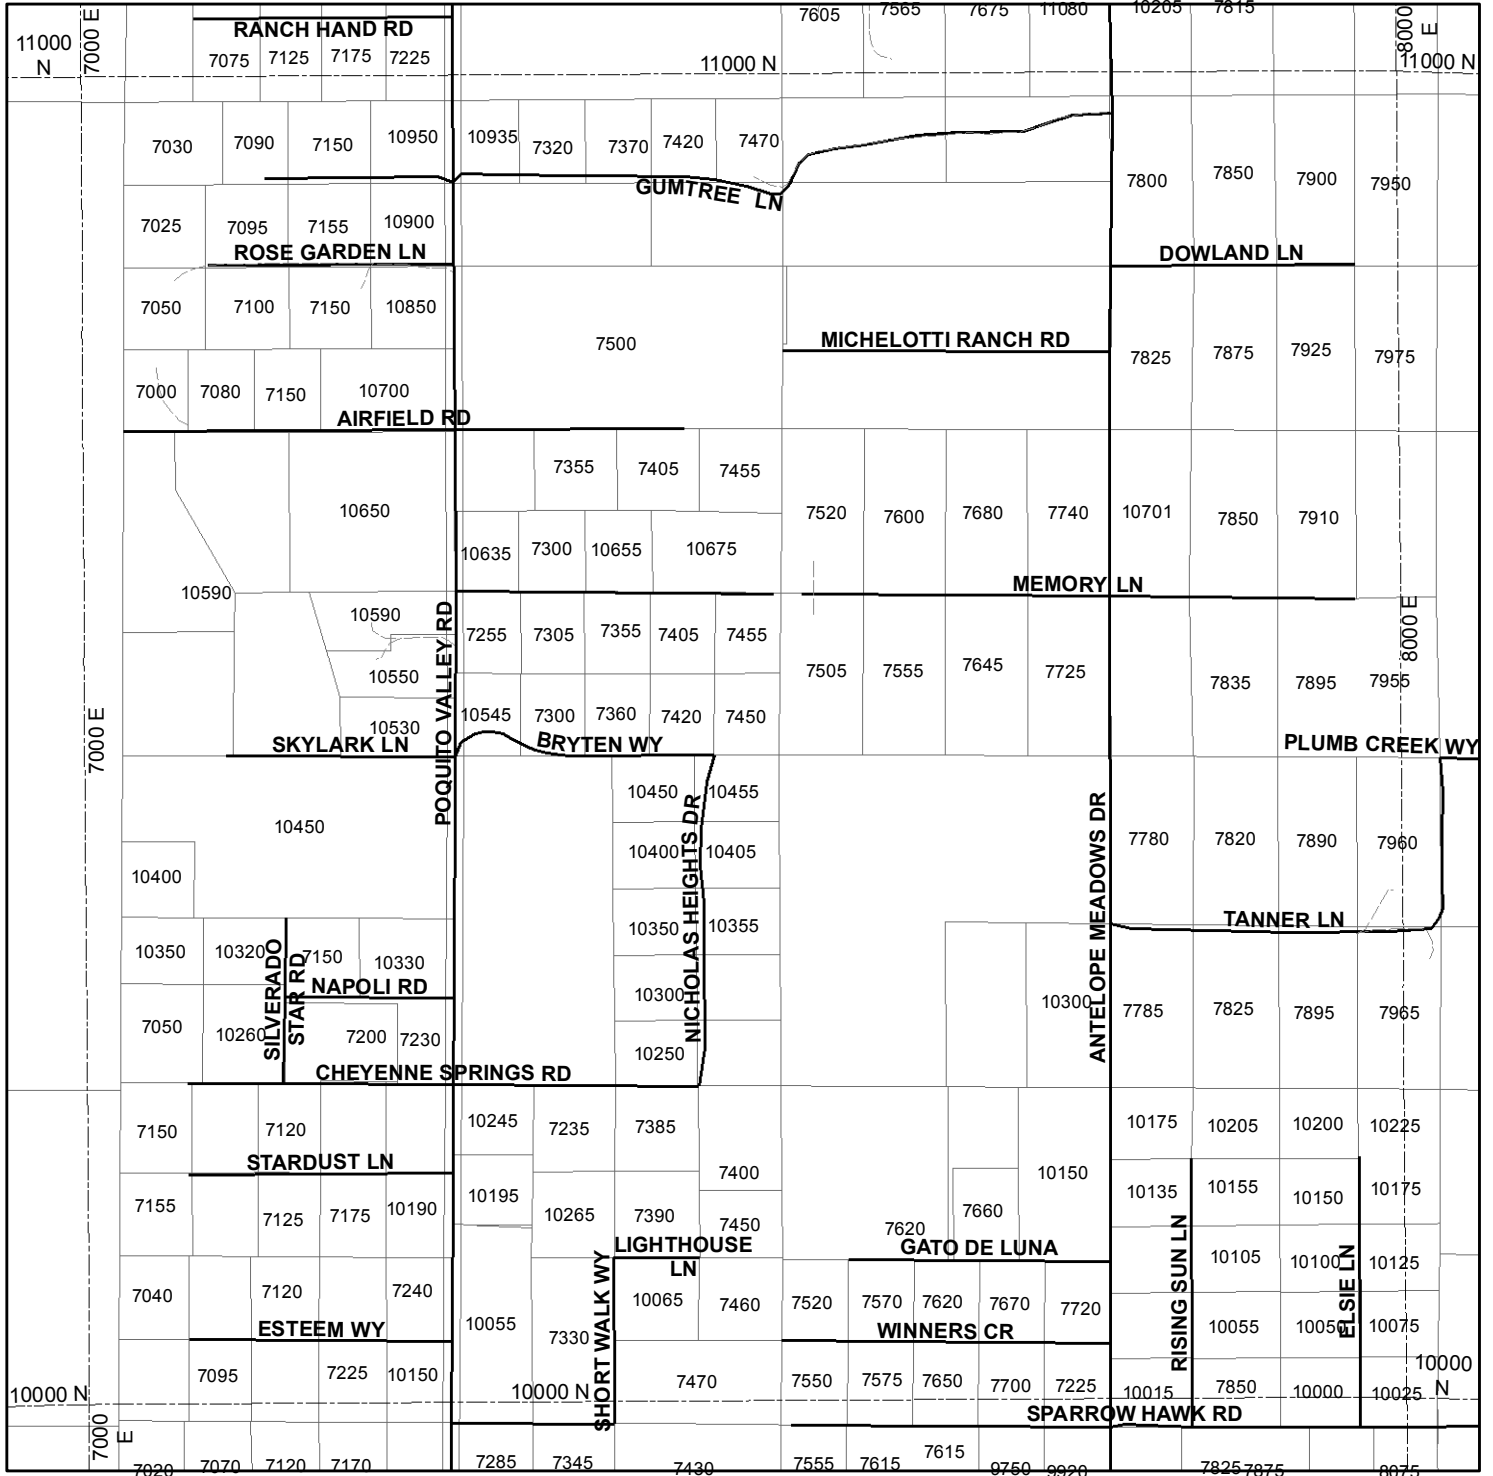 7605 7565 7675 11080 10205 7815
7000 E
8000
E
RANCH HAND RD
11000
N
7075 7125 7175 7225
11000 N
11000 N
7030 7090 7150 10950 10935 7320 7370 7420 7470
7800 7850 7900 7950
GUMTREE LN
7025 7095 7155 10900
ROSE GARDEN LN
DOWLAND LN
7050 7100 7150 10850
7500
MICHELOTTI RANCH RD
7825 7875 7925 7975
7000 7080 7150 10700
AIRFIELD RD
7355 7405 7455
10650
7520 7600 7680 7740 10701 7850 7910
10635 7300 10655 10675
MEMORY LN
10590
10590
8000 E
POQUITO VALLEY RD
7255 7305 7355 7405 7455
10550
7505 7555 7645 7725
7835 7895 7955
10530
10545 7300 7360 7420 7450
7000 E
SKYLARK LN
BRYTEN WY
PLUMB CREEK WY
10450 10455
NICHOLAS HEIGHTS DR
ANTELOPE MEADOWS DR
10450
7780 7820 7890 7960
10400 10405
10400
TANNER LN
10350 10355
10350 10320 7150 10330
SILVERADO
STAR RD
NAPOLI RD
10300
10300
7785 7825 7895 7965
7050 10260 7200 7230
10250
CHEYENNE SPRINGS RD
10245 7235 7385
10175 10205 10200 10225
7150 7120
STARDUST LN
7400
10150
7155 7125 7175 10190
10195 10265 7390 7450
7620 7660
10135 10155 10150 10175
LIGHTHOUSE
LN
GATO DE LUNA
RISING SUN LN
ELSIE LN
SHORT WALK WY
10105 10100 10125
7040 7120 7240
10065 7460
7520 7570 7620 7670 7720
10055 7330
10055 10050 10075
ESTEEM WY
WINNERS CR
7095 7225 10150
7470
7550 7575 7650 7700 7225
10015 7850 10000 10025
10000 N
10000 N
10000
N
SPARROW HAWK RD
7000
E
7020 7070 7120 7170
7285 7345 7430
7555 7615 7615 9750 9920
7825 7875 8075